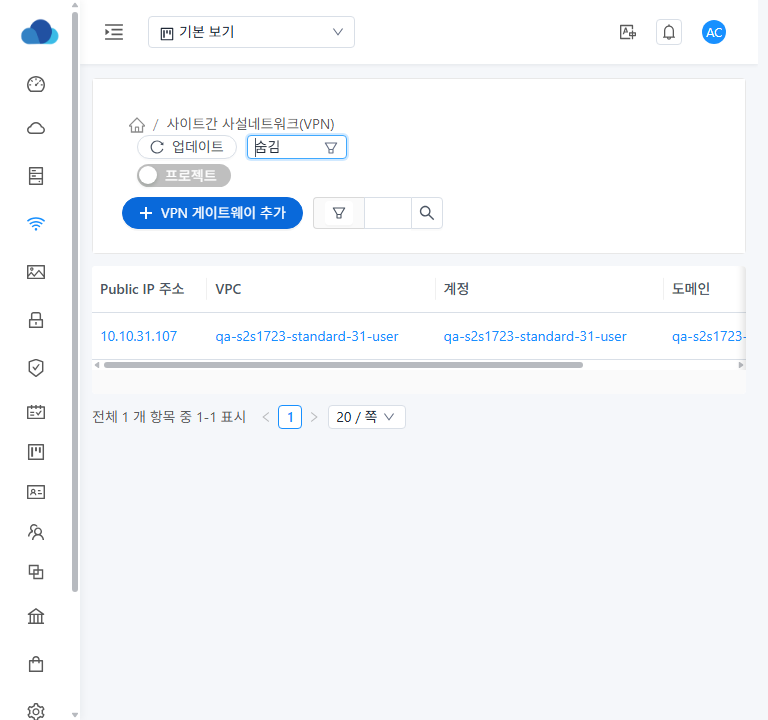 기본 보기
AC
/ 사이트간 사설네트워크(VPN)
업데이트
숨김
프로젝트
VPN 게이트웨이 추가
Public IP 주소 VPC 계정 도메인
10.10.31.107 qa-s2s1723-standard-31-user qa-s2s1723-standard-31-user qa-s2s1723-
전체 1 개 항목 중 1-1 표시 < 1 > 20 / 쪽